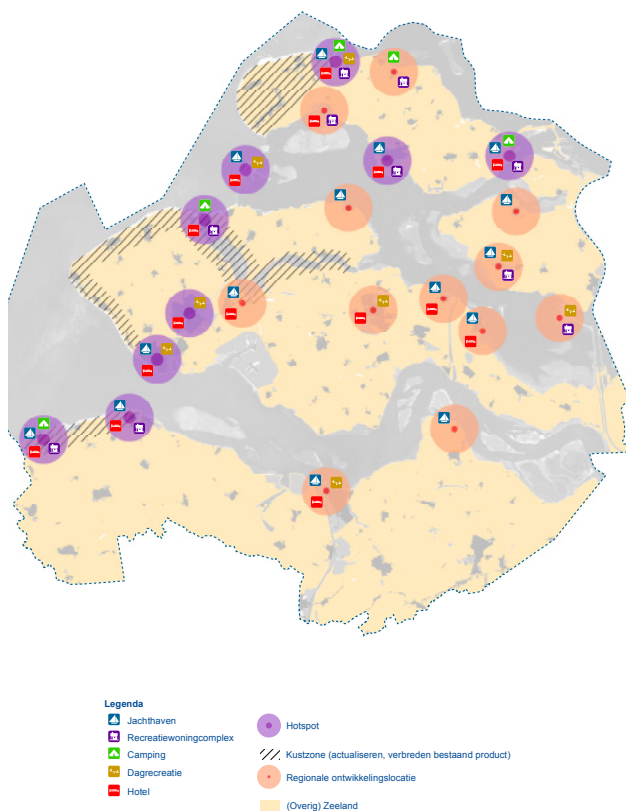 Legenda
Jachthaven
Recreatiewoningcomplex
Camping
Dagrecreatie
Hotel
Hotspot
Kustzone (actualiseren, verbreden bestaand product)
Regionale ontwikkelingslocatie
(Overig) Zeeland